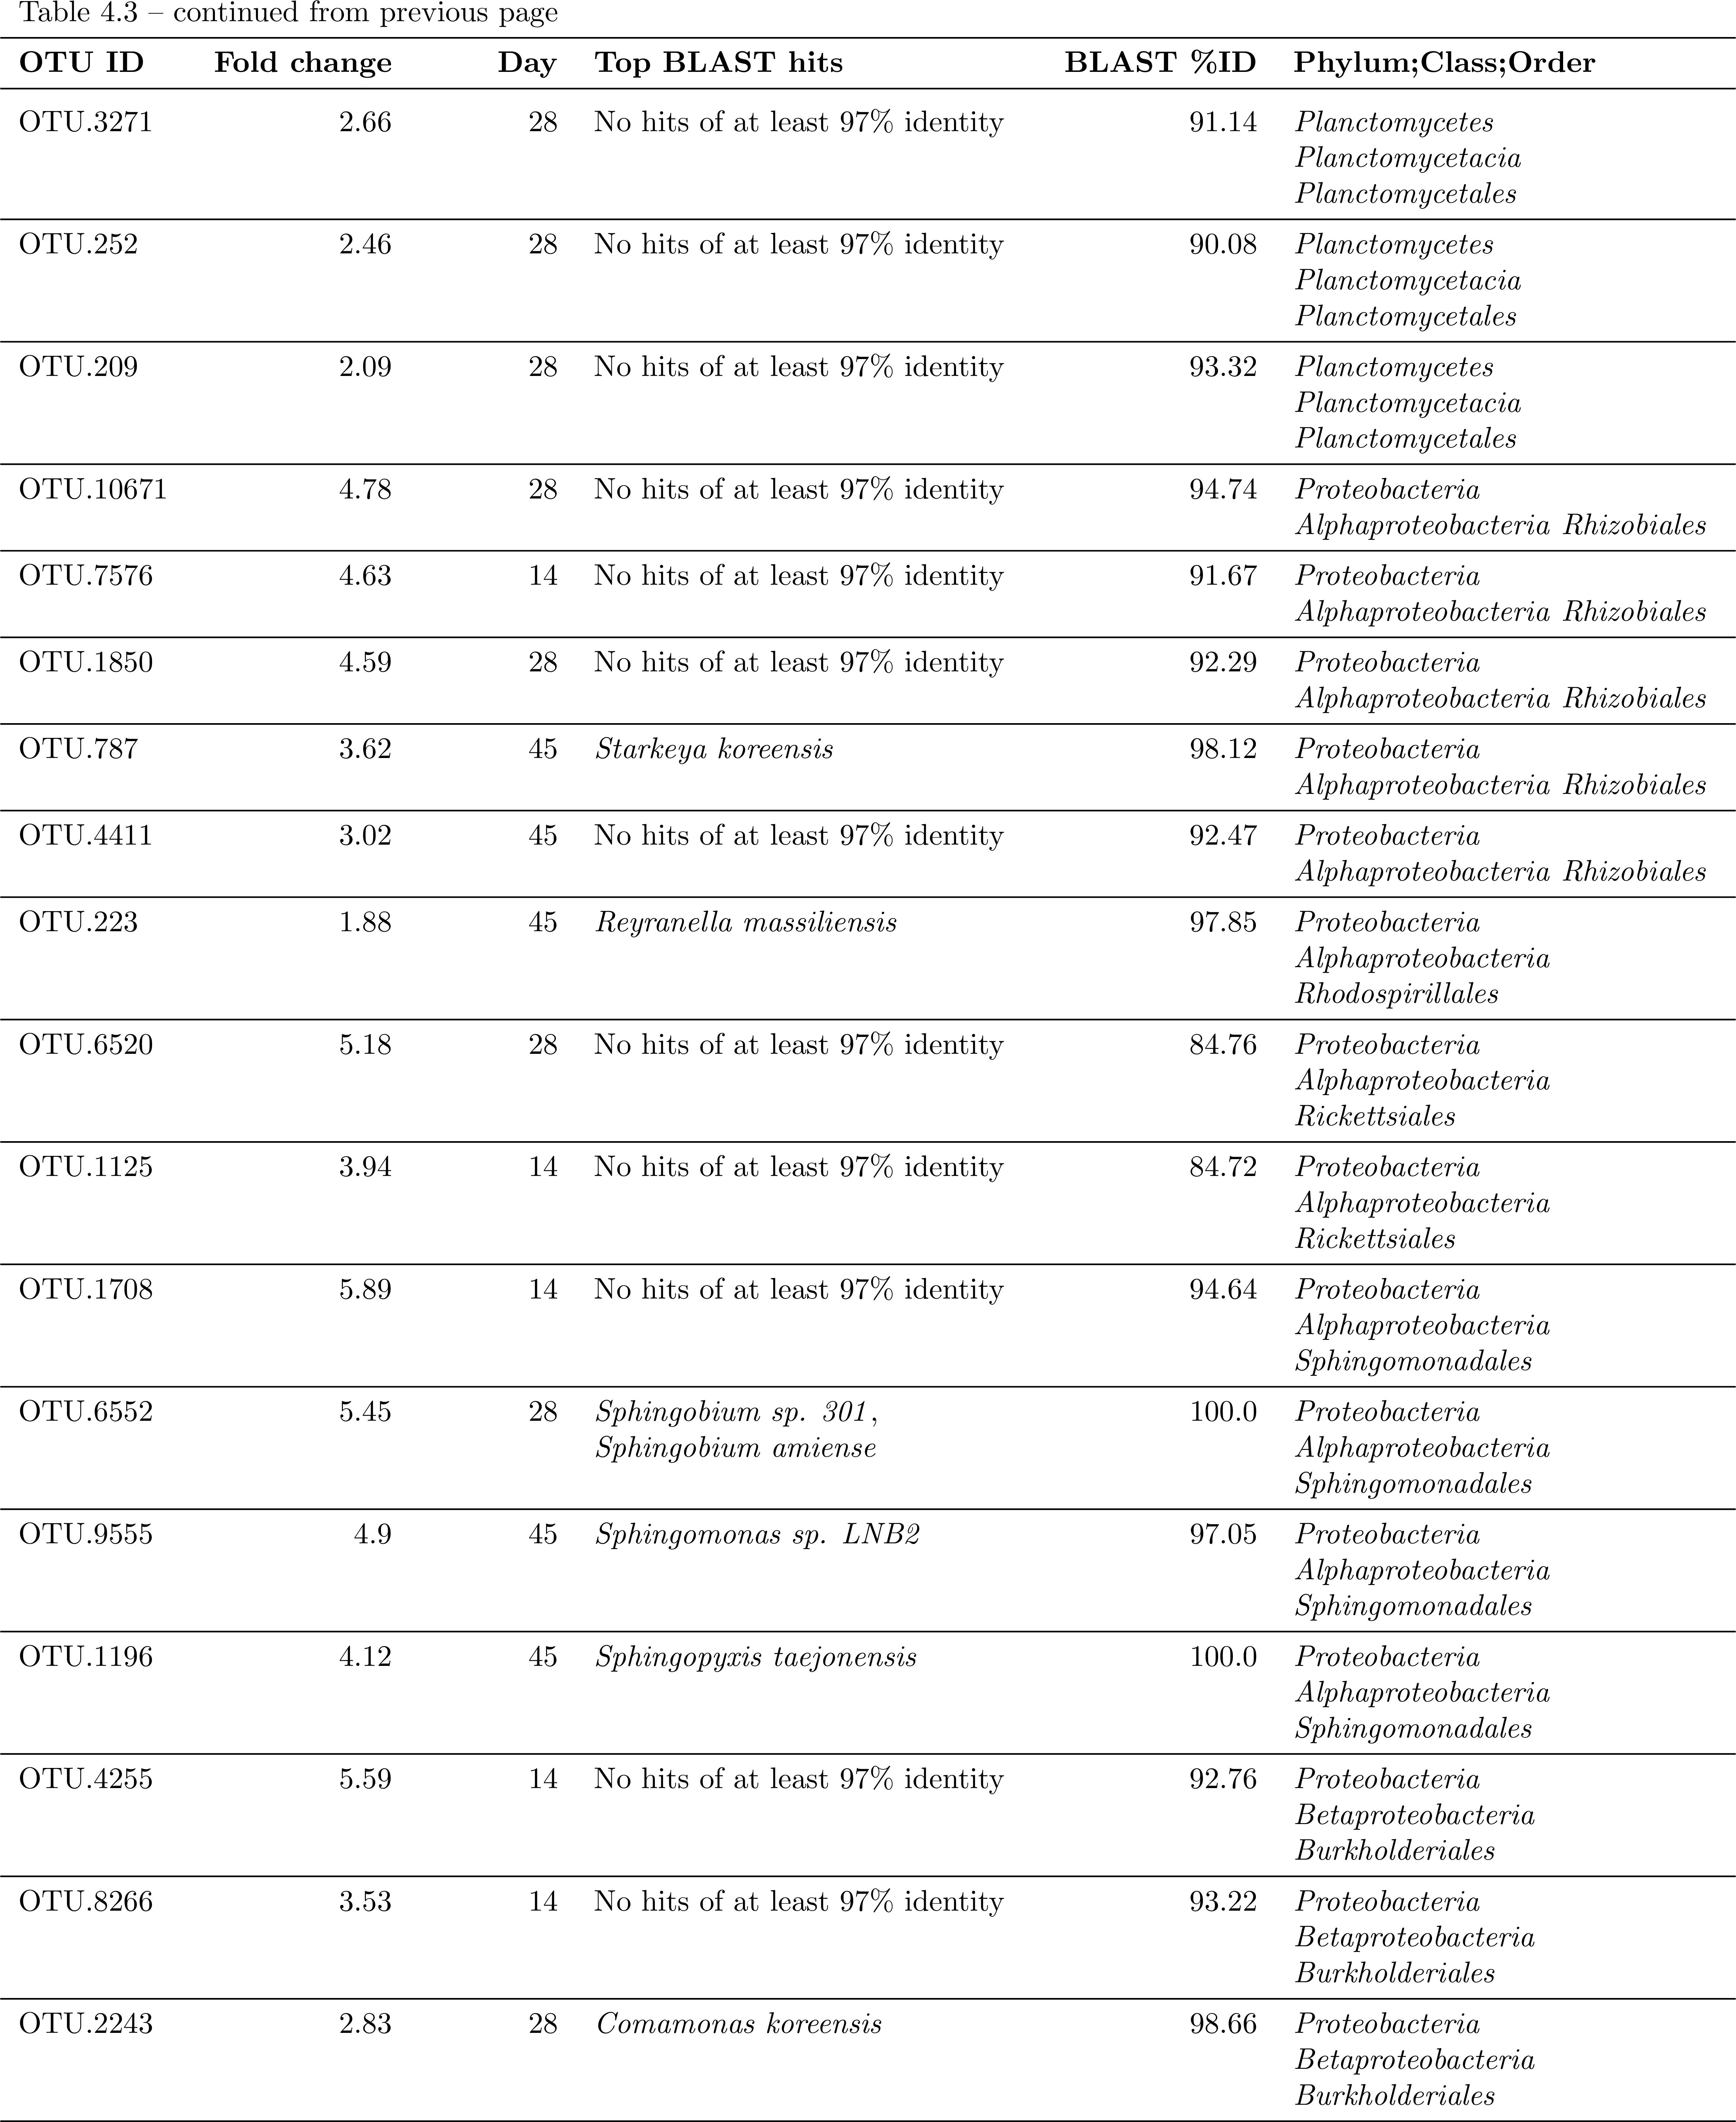 Table 4.3 – continued from previous page
OTU ID Fold change Day Top BLAST hits BLAST %ID Phylum;Class;Order
OTU.3271 2.66 28 No hits of at least 97% identity 91.14 Planctomycetes
Planctomycetacia
Planctomycetales
OTU.252 2.46 28 No hits of at least 97% identity 90.08 Planctomycetes
Planctomycetacia
Planctomycetales
OTU.209 2.09 28 No hits of at least 97% identity 93.32 Planctomycetes
Planctomycetacia
Planctomycetales
OTU.10671 4.78 28 No hits of at least 97% identity 94.74 Proteobacteria
Alphaproteobacteria Rhizobiales
OTU.7576 4.63 14 No hits of at least 97% identity 91.67 Proteobacteria
Alphaproteobacteria Rhizobiales
OTU.1850 4.59 28 No hits of at least 97% identity 92.29 Proteobacteria
Alphaproteobacteria Rhizobiales
OTU.787 3.62 45 Starkeya koreensis 98.12 Proteobacteria
Alphaproteobacteria Rhizobiales
OTU.4411 3.02 45 No hits of at least 97% identity 92.47 Proteobacteria
Alphaproteobacteria Rhizobiales
OTU.223 1.88 45 Reyranella massiliensis 97.85 Proteobacteria
Alphaproteobacteria
Rhodospirillales
OTU.6520 5.18 28 No hits of at least 97% identity 84.76 Proteobacteria
Alphaproteobacteria
Rickettsiales
OTU.1125 3.94 14 No hits of at least 97% identity 84.72 Proteobacteria
Alphaproteobacteria
Rickettsiales
OTU.1708 5.89 14 No hits of at least 97% identity 94.64 Proteobacteria
Alphaproteobacteria
Sphingomonadales
OTU.6552 5.45 28 Sphingobium sp. 301, 100.0 Proteobacteria
Sphingobium amiense Alphaproteobacteria
Sphingomonadales
OTU.9555 4.9 45 Sphingomonas sp. LNB2 97.05 Proteobacteria
Alphaproteobacteria
Sphingomonadales
OTU.1196 4.12 45 Sphingopyxis taejonensis 100.0 Proteobacteria
Alphaproteobacteria
Sphingomonadales
OTU.4255 5.59 14 No hits of at least 97% identity 92.76 Proteobacteria
Betaproteobacteria
Burkholderiales
OTU.8266 3.53 14 No hits of at least 97% identity 93.22 Proteobacteria
Betaproteobacteria
Burkholderiales
OTU.2243 2.83 28 Comamonas koreensis 98.66 Proteobacteria
Betaproteobacteria
Burkholderiales